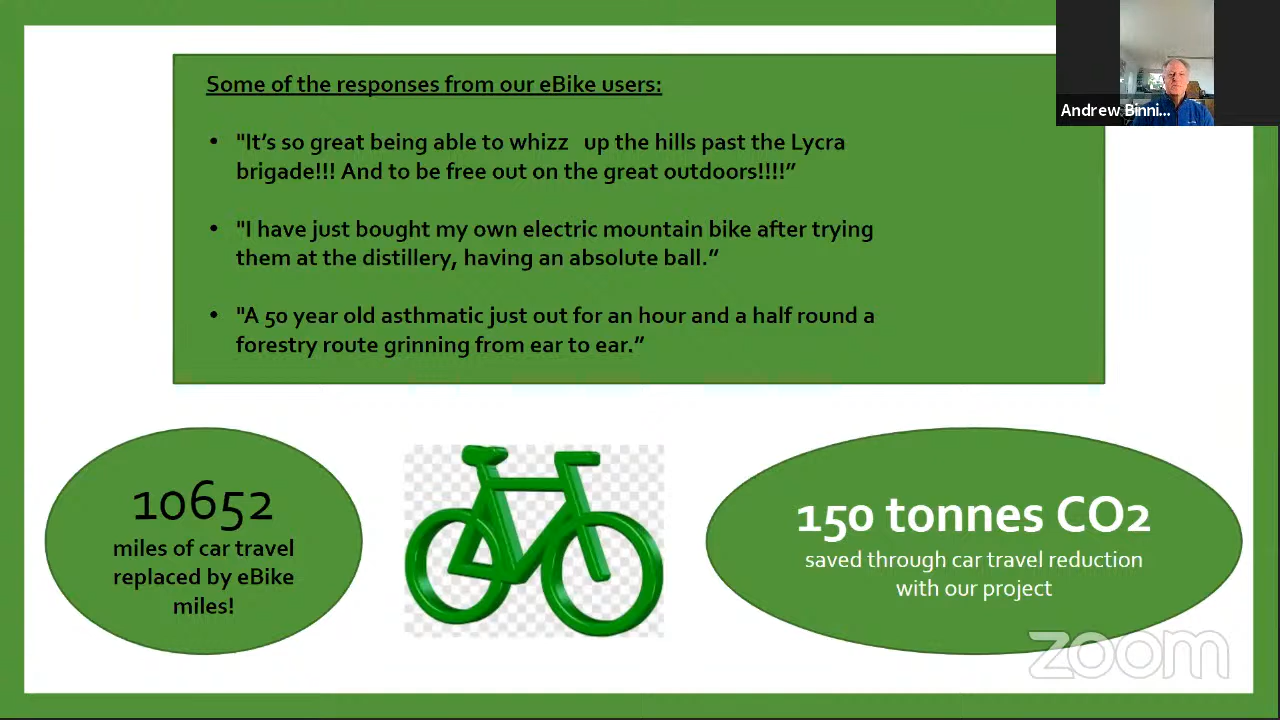 Some of the responses from our eBike users:
• "It’s so great being able to whizz up the hills past the Lycra
brigade!!! And to be free out on the great outdoors!!!!”
• "I have just bought my own electric mountain bike after trying
them at the distillery, having an absolute ball.”
• "A 50 year old asthmatic just out for an hour and a half round a
forestry route grinning from ear to ear.”
Andrew Binni...
10652
miles of car travel
replaced by eBike
miles!
150 tonnes CO2
saved through car travel reduction
with our project
zoom